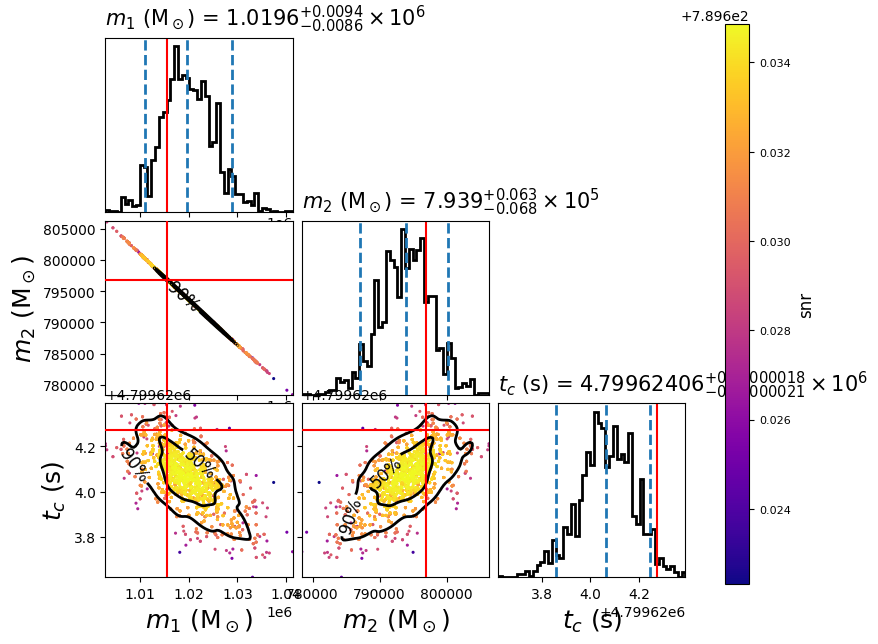 m₁ (M⊙) = 1.0196 +0.0094 −0.0086 × 10⁶
+7.896e2
m₂ (M⊙) = 7.939 +0.063 −0.068 × 10⁵
805000
800000
795000
790000
785000
780000
m₂ (M⊙)
90%
t_c (s) = 4.79962406 × 10⁶
+4.79962e6
+4.79962e6
4.2
4.0
3.8
t_c (s)
90%
50%
90%
50%
1.01
1.02
1.03
1e6
m₁ (M⊙)
790000
800000
m₂ (M⊙)
3.8
4.0
4.2
+4.79962e6
t_c (s)
0.034
0.032
0.030
0.028
0.026
0.024
snr